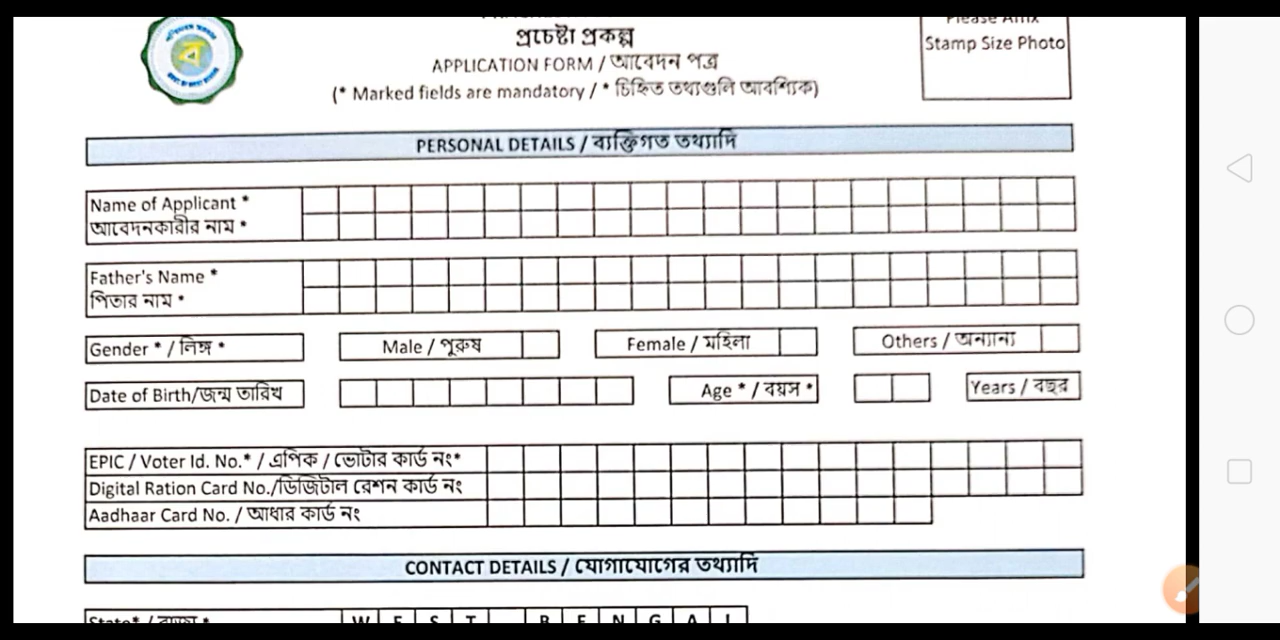 প্রচেষ্টা প্রকল্প
APPLICATION FORM / আবেদন পত্র
(* Marked fields are mandatory / * চিহ্নিত তথ্যগুলি আবশ্যিক)
Please Affix
Stamp Size Photo
PERSONAL DETAILS / ব্যক্তিগত তথ্যাদি
Name of Applicant *
আবেদনকারীর নাম *
Father's Name *
পিতার নাম *
Gender * / লিঙ্গ * Male / পুরুষ Female / মহিলা Others / অন্যান্য
Date of Birth/জন্ম তারিখ Age * / বয়স * Years / বছর
EPIC / Voter Id. No.* / এপিক / ভোটার কার্ড নং*
Digital Ration Card No./ডিজিটাল রেশন কার্ড নং
Aadhaar Card No. / আধার কার্ড নং
CONTACT DETAILS / যোগাযোগের তথ্যাদি
State* / রাজ্য * W E S T B E N G A L